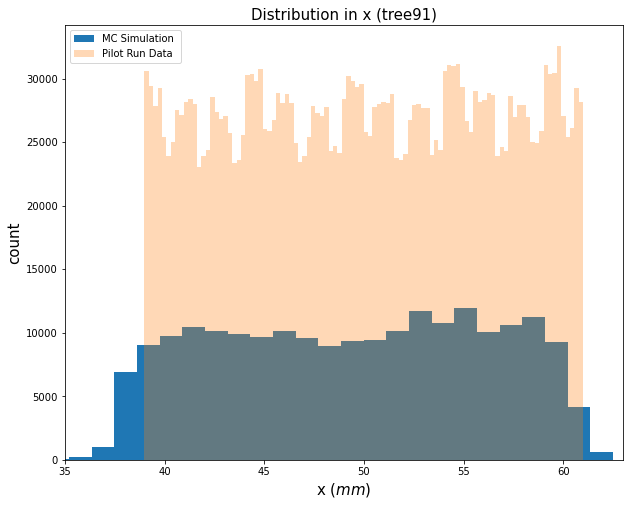 Distribution in x (tree91)
MC Simulation
Pilot Run Data
30000
25000
20000
15000
10000
5000
0
count
35
40
45
50
55
60
x (mm)